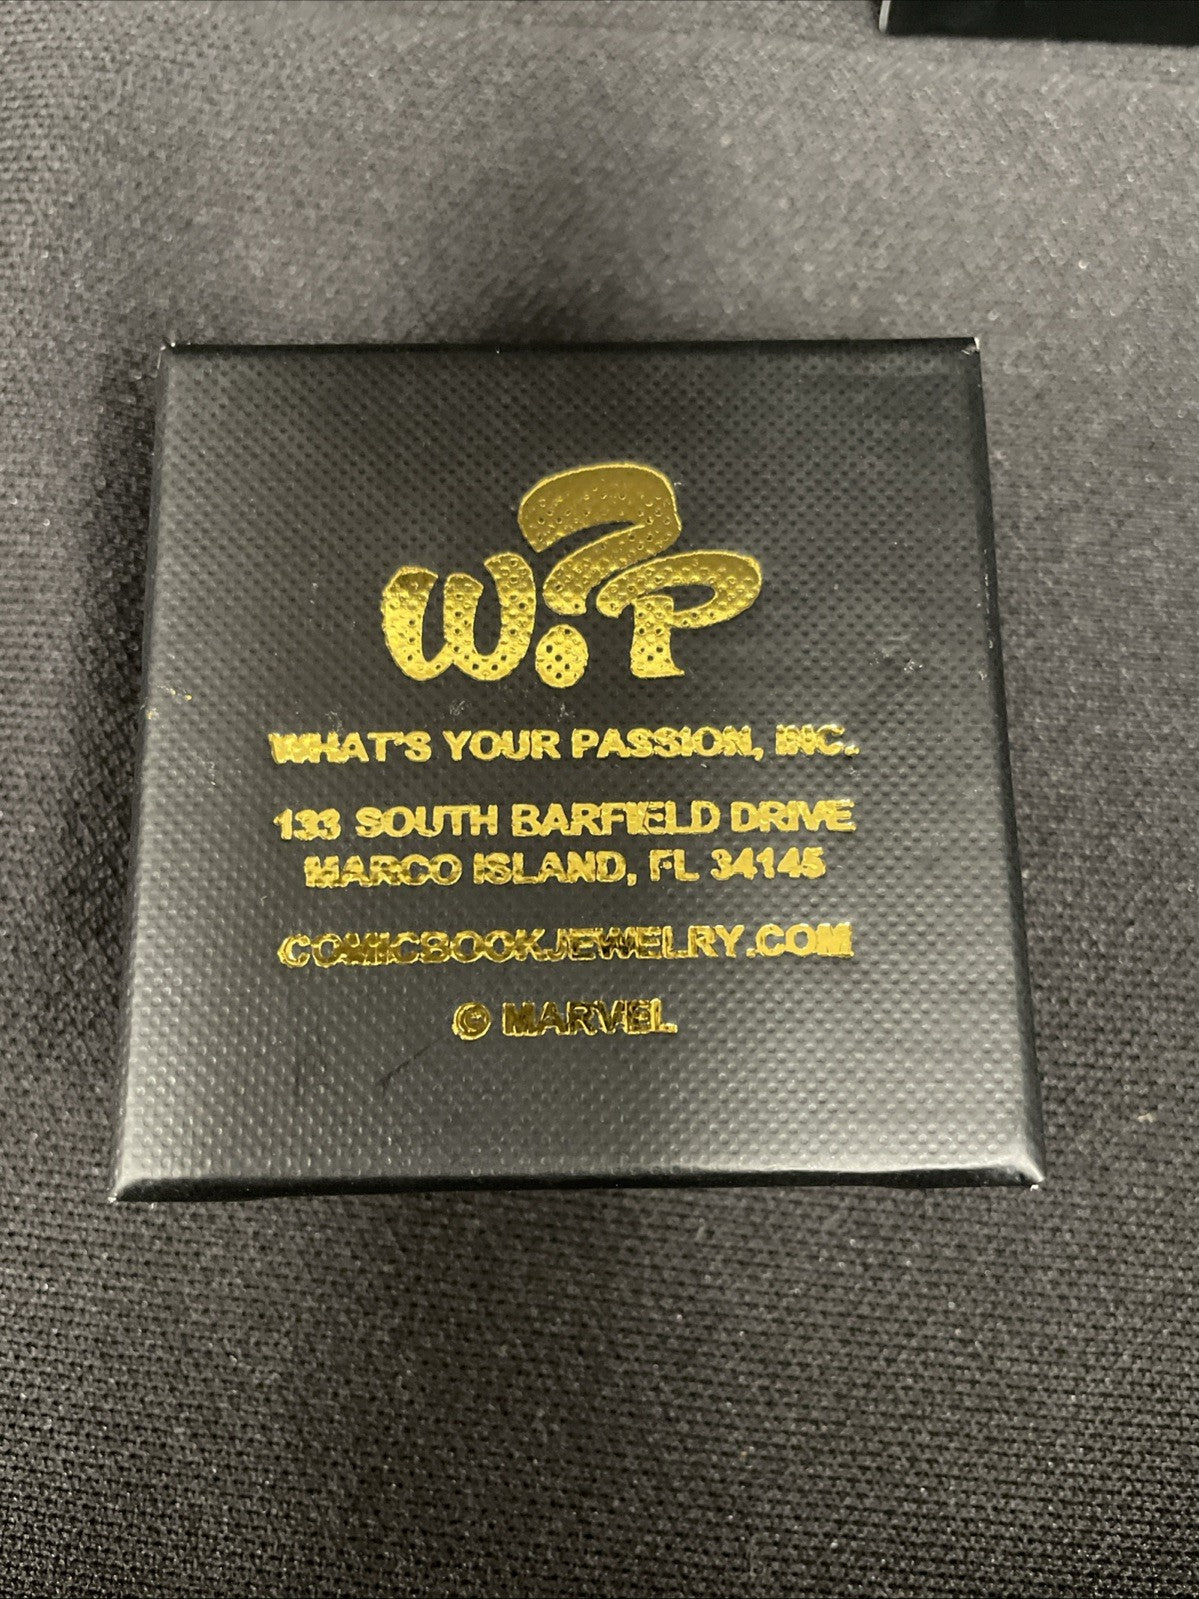 W?P
WHAT'S YOUR PASSION, INC.
133 SOUTH BARFIELD DRIVE
MARCO ISLAND, FL 34145
COMICBOOKJEWELRY.COM
© MARVEL